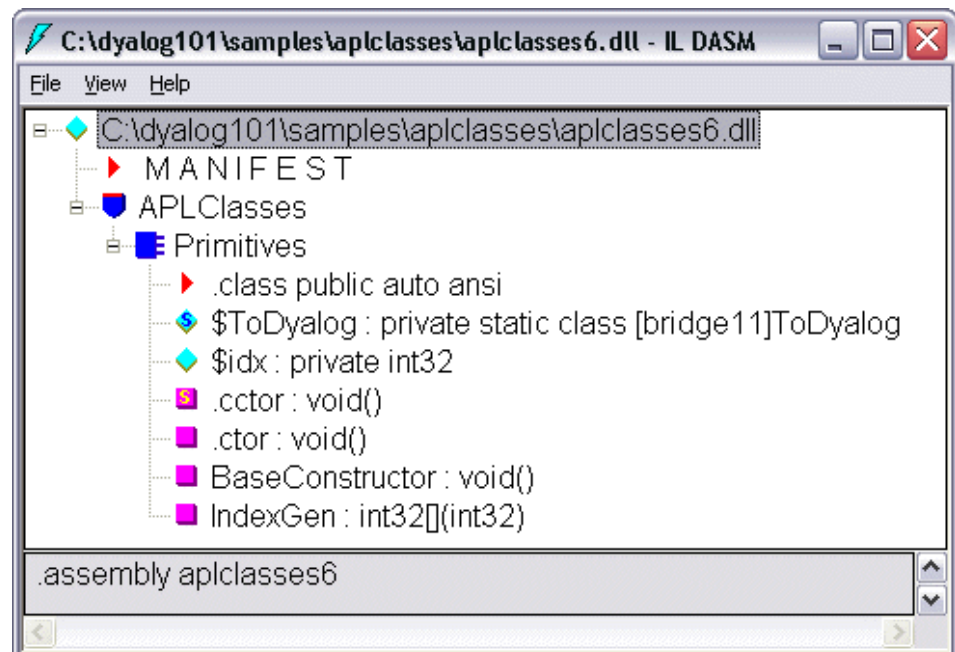 C:\dyalog101\samples\aplclasses\aplclasses6.dll - IL DASM
File View Help
C:\dyalog101\samples\aplclasses\aplclasses6.dll
M A N I F E S T
APLClasses
Primitives
.class public auto ansi
$ToDyalog : private static class [bridge11]ToDyalog
$idx : private int32
.cctor : void()
.ctor : void()
BaseConstructor : void()
IndexGen : int32[](int32)
.assembly aplclasses6